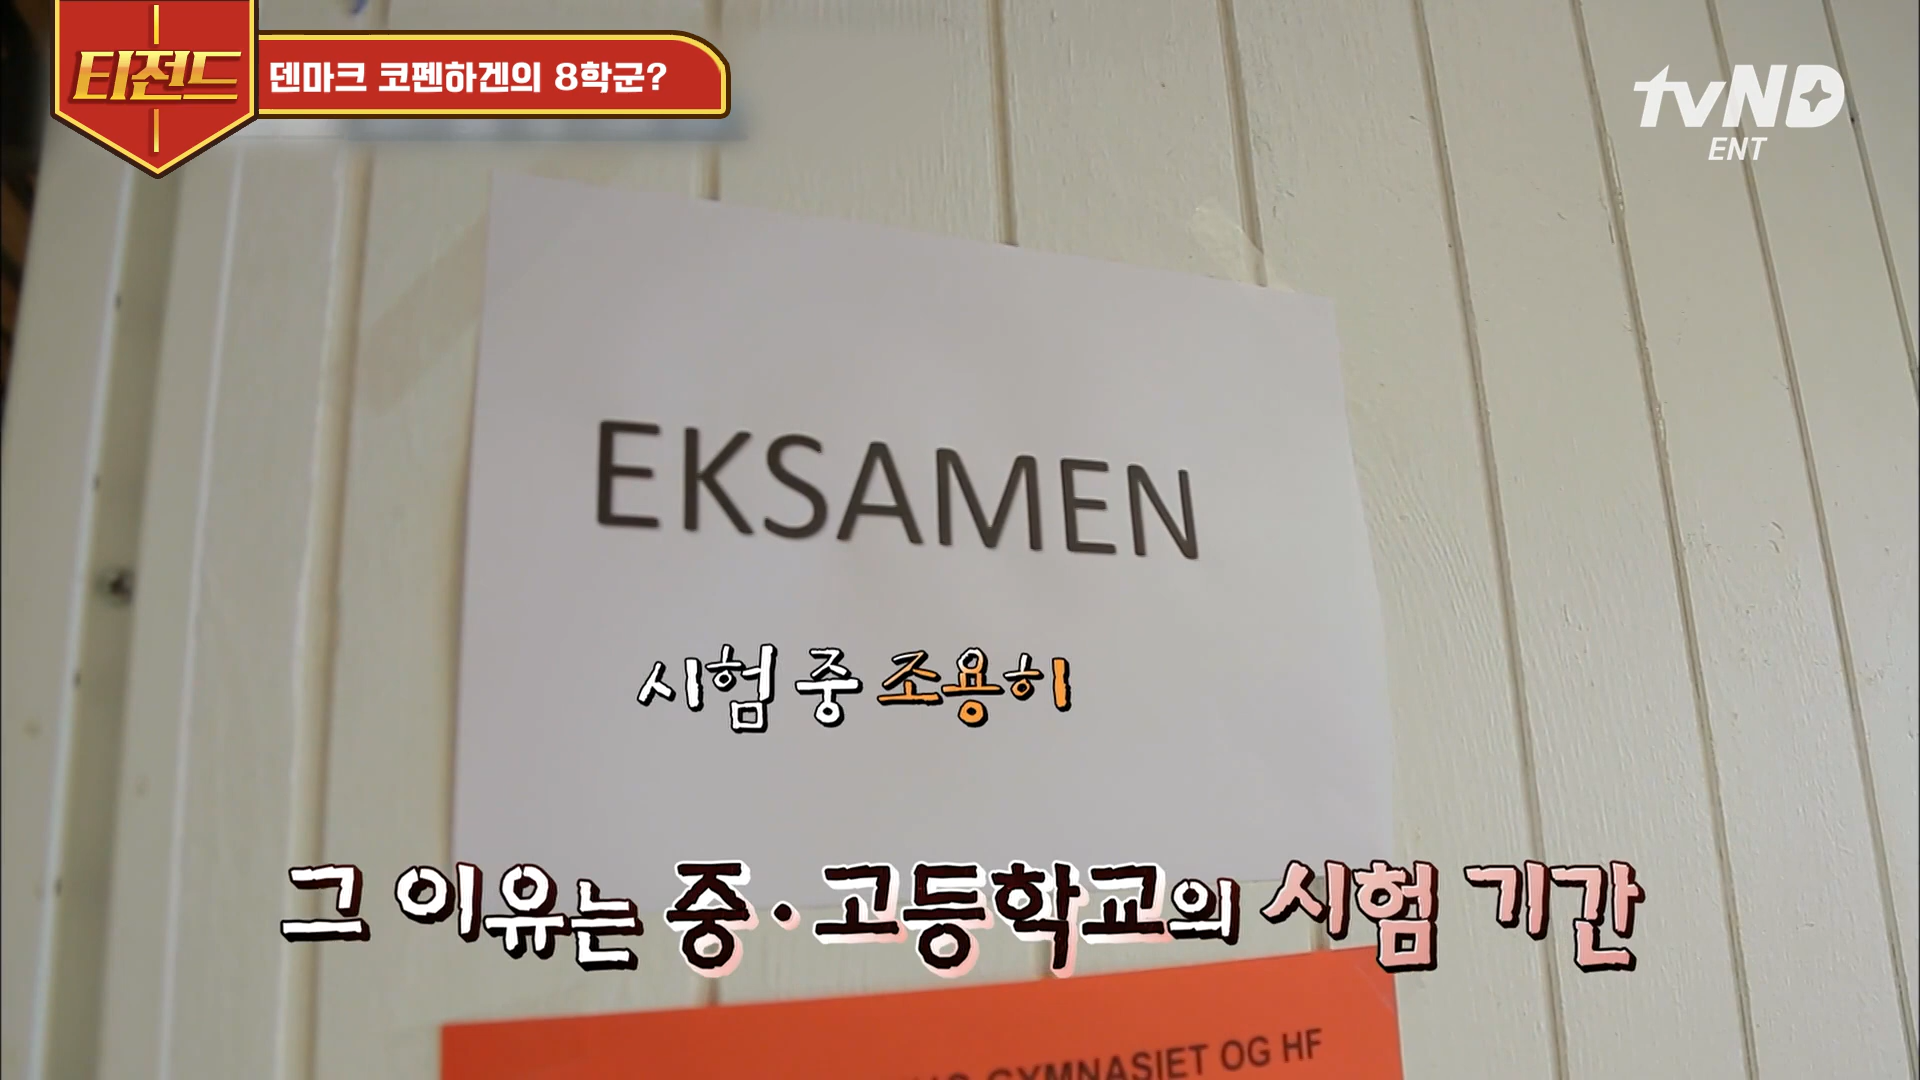 티전드
덴마크 코펜하겐의 8학군?
tvND
ENT
EKSAMEN
시험 중 조용히
그 이유는 중·고등학교의 시험 기간
GYMNASIET OG HF